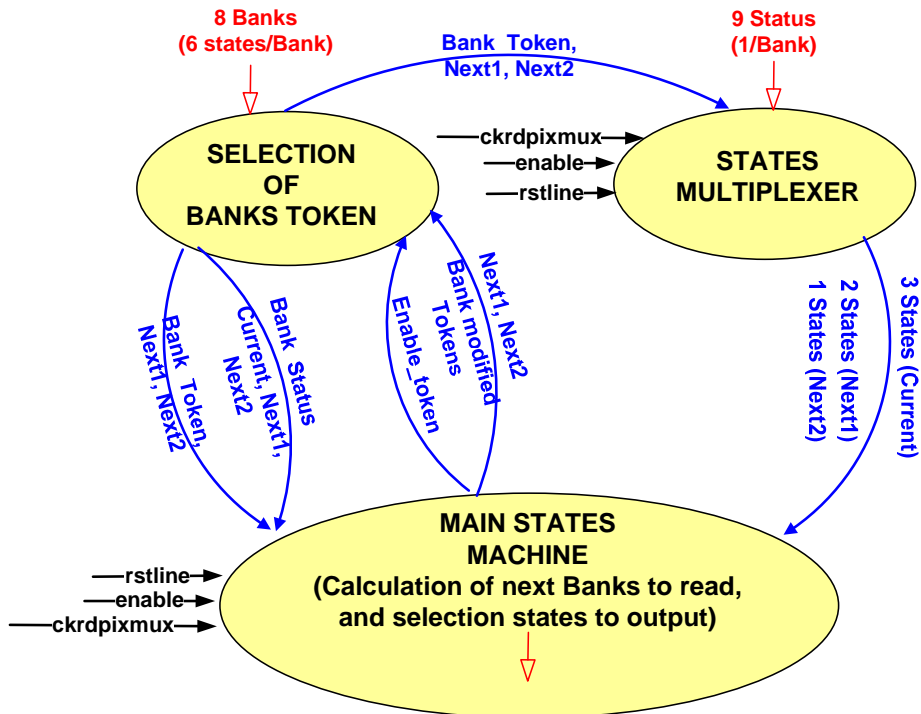 8 Banks
(6 states/Bank)
9 Status
(1/Bank)
Bank Token,
Next1, Next2
SELECTION
OF
BANKS TOKEN
ckrdpixmux
enable
rstline
STATES
MULTIPLEXER
Bank Token,
Next1, Next2
Bank Status
Current, Next1,
Next2
Enable_token
Next1, Next2
Bank modified
Tokens
3 States (Current)
2 States (Next1)
1 States (Next2)
rstline
enable
ckrdpixmux
MAIN STATES
MACHINE
(Calculation of next Banks to read,
and selection states to output)